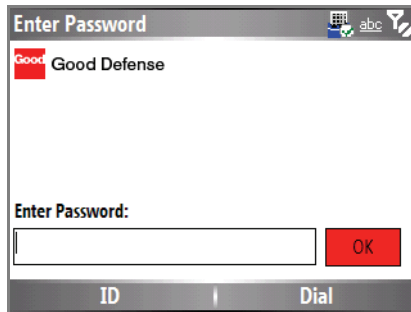 Enter Password
abc
Good Good Defense
Enter Password:
OK
ID Dial